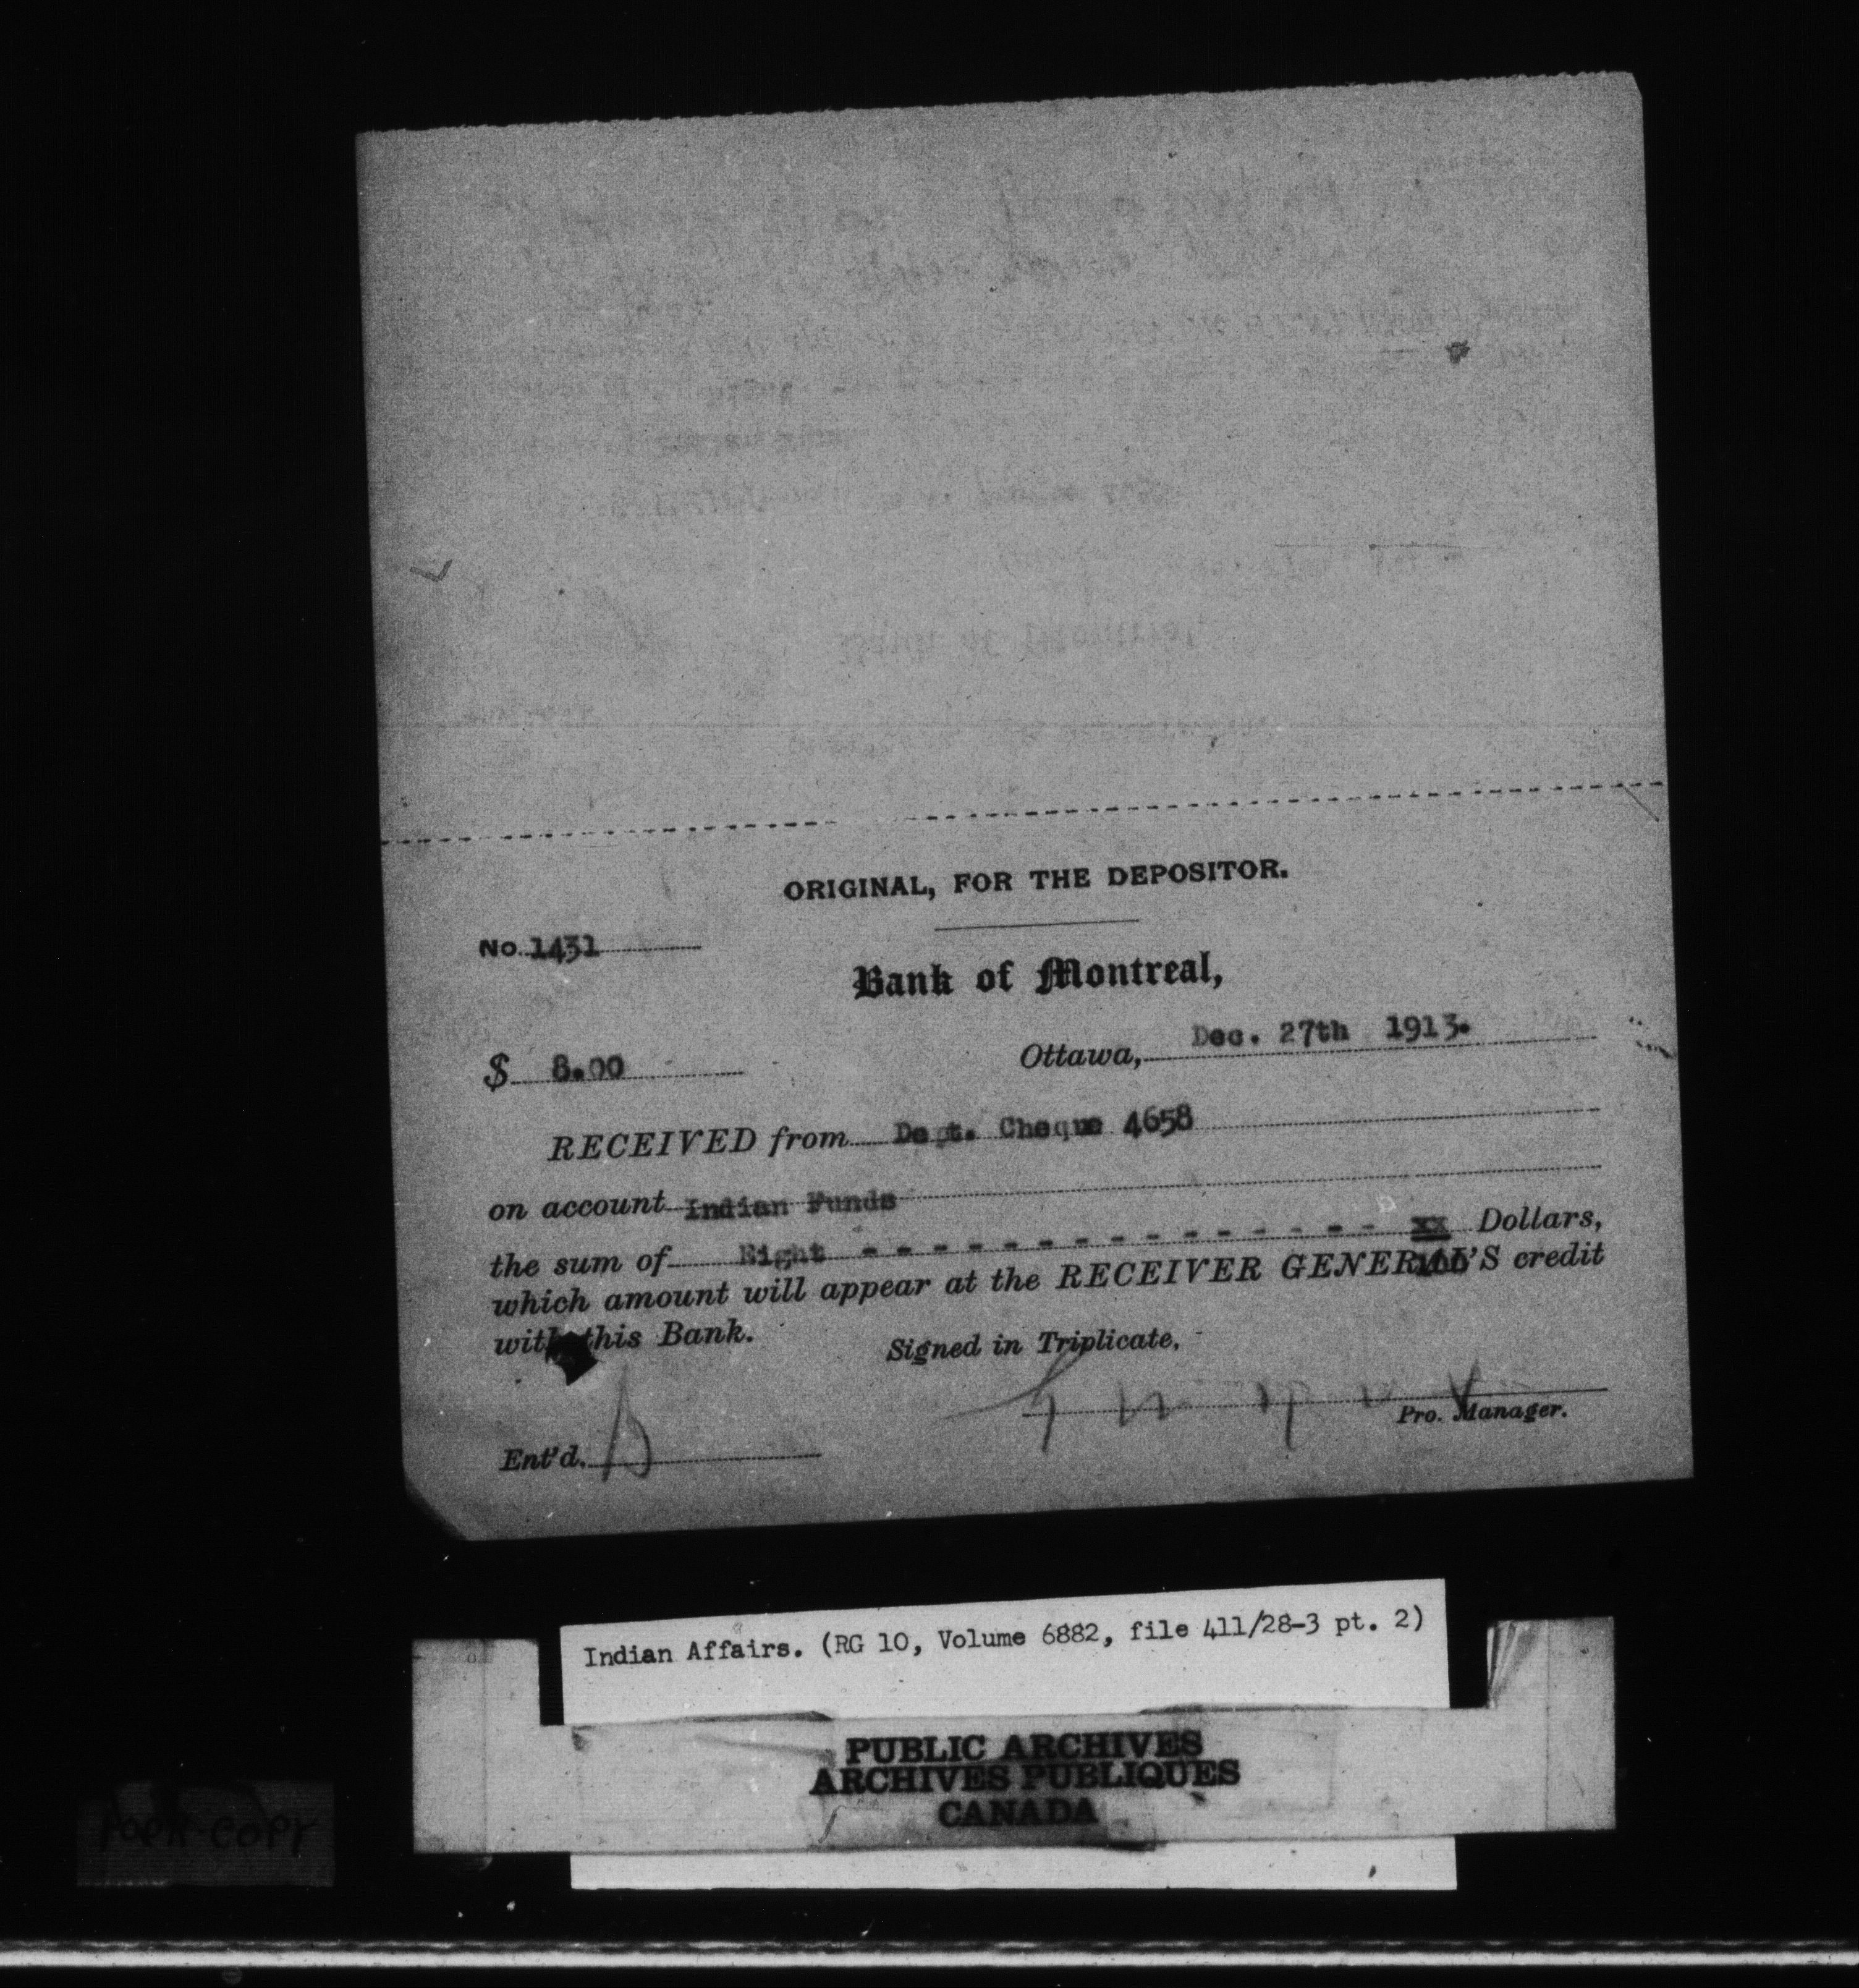 ORIGINAL, FOR THE DEPOSITOR.
No. 1431
Bank of Montreal,
$ 8.00 Ottawa, Dec. 27th 1913.
RECEIVED from Dept. Cheque 4658
on account Indian Funds
the sum of Eight - - - - - - - - - - - - - - - xx/100 Dollars,
which amount will appear at the RECEIVER GENERAL'S credit
with this Bank.
Signed in Triplicate,
Pro. Manager.
Ent'd.
Indian Affairs. (RG 10, Volume 6882, file 411/28-3 pt. 2)
PUBLIC ARCHIVES
ARCHIVES PUBLIQUES
CANADA
POOR COPY